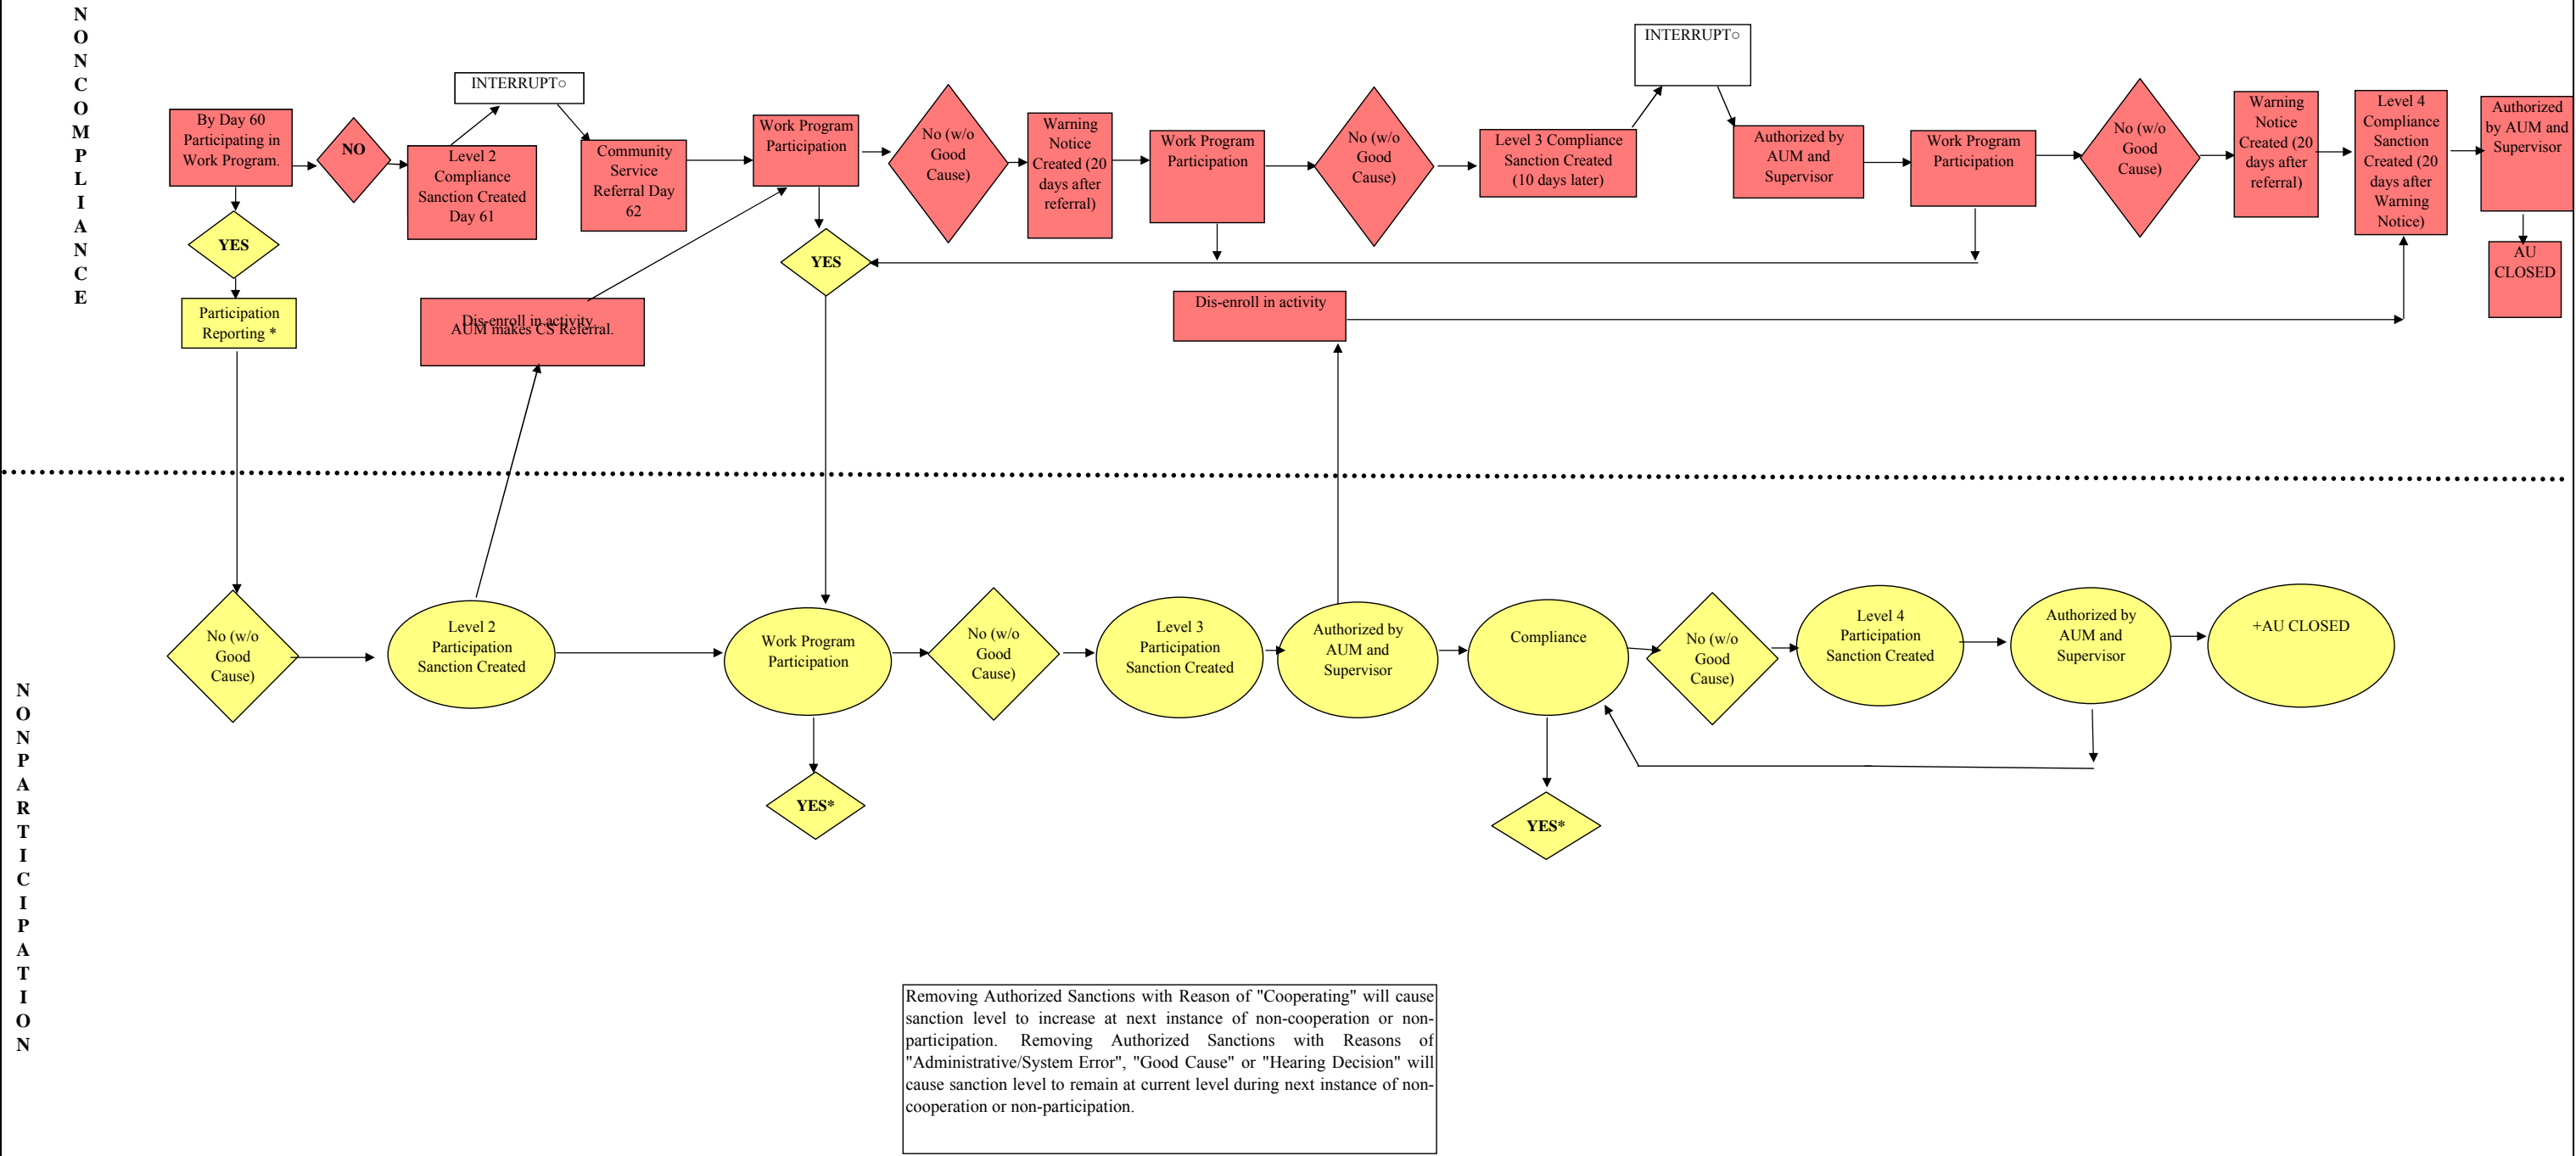 NONCOMPLIANCE
INTERRUPT○
INTERRUPT○
By Day 60
Participating in
Work Program.
NO
Level 2
Compliance
Sanction Created
Day 61
Community
Service
Referral Day
62
Work Program
Participation
No (w/o
Good
Cause)
Warning
Notice
Created (20
days after
referral)
Work Program
Participation
No (w/o
Good
Cause)
Level 3 Compliance
Sanction Created
(10 days later)
Authorized by
AUM and
Supervisor
Work Program
Participation
No (w/o
Good
Cause)
Warning
Notice
Created (20
days after
referral)
Level 4
Compliance
Sanction
Created (20
days after
Warning
Notice)
Authorized
by AUM and
Supervisor
YES
YES
AU
CLOSED
Participation
Reporting *
Dis-enroll in activity.
AUM makes CS Referral.
Dis-enroll in activity
NONPARTICIPATION
No (w/o
Good
Cause)
Level 2
Participation
Sanction Created
Work Program
Participation
No (w/o
Good
Cause)
Level 3
Participation
Sanction Created
Authorized by
AUM and
Supervisor
Compliance
No (w/o
Good
Cause)
Level 4
Participation
Sanction Created
Authorized by
AUM and
Supervisor
+AU CLOSED
YES*
YES*
Removing Authorized Sanctions with Reason of "Cooperating" will cause
sanction level to increase at next instance of non-cooperation or non-
participation. Removing Authorized Sanctions with Reasons of
"Administrative/System Error", "Good Cause" or "Hearing Decision" will
cause sanction level to remain at current level during next instance of non-
cooperation or non-participation.